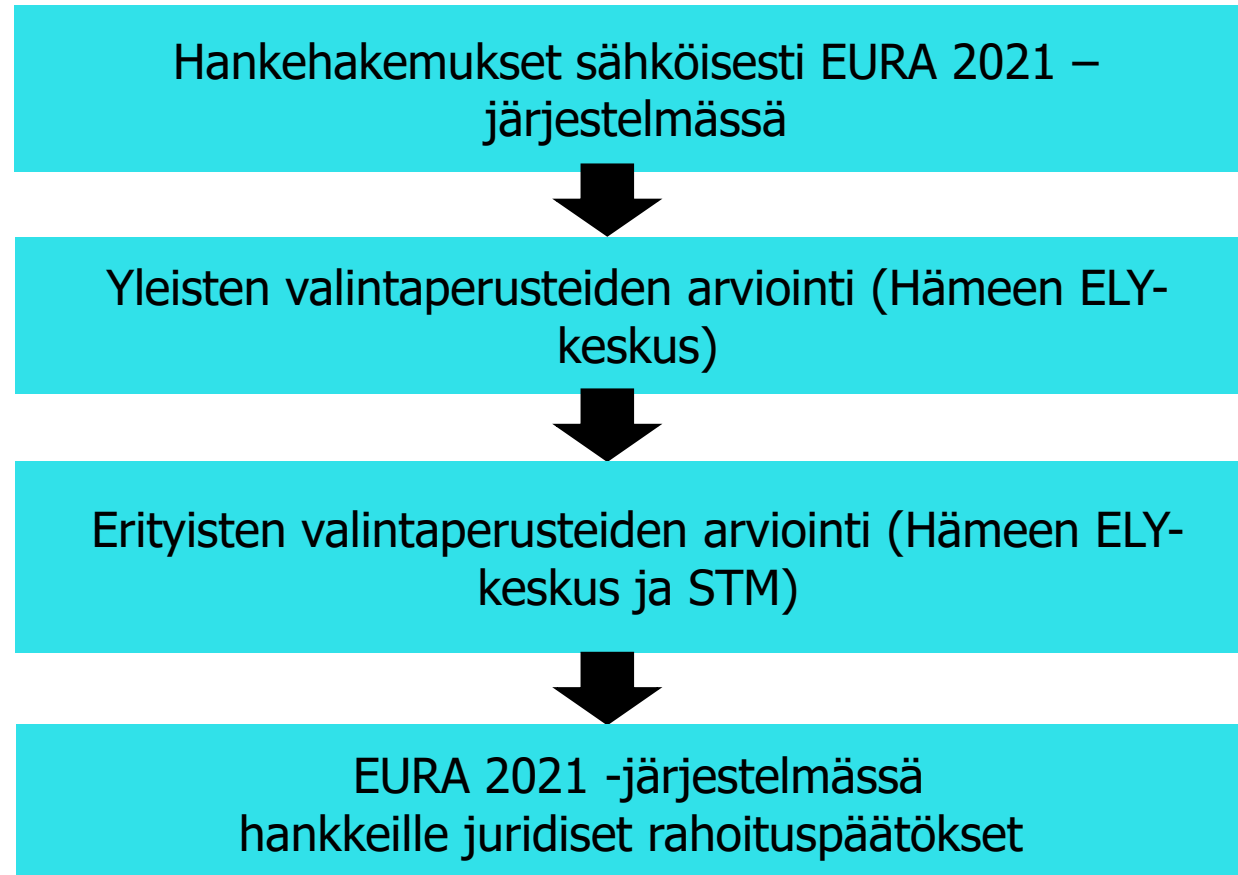 Hankehakemukset sähköisesti EURA 2021 –
järjestelmässä
Yleisten valintaperusteiden arviointi (Hämeen ELY-
keskus)
Erityisten valintaperusteiden arviointi (Hämeen ELY-
keskus ja STM)
EURA 2021 -järjestelmässä
hankkeille juridiset rahoituspäätökset